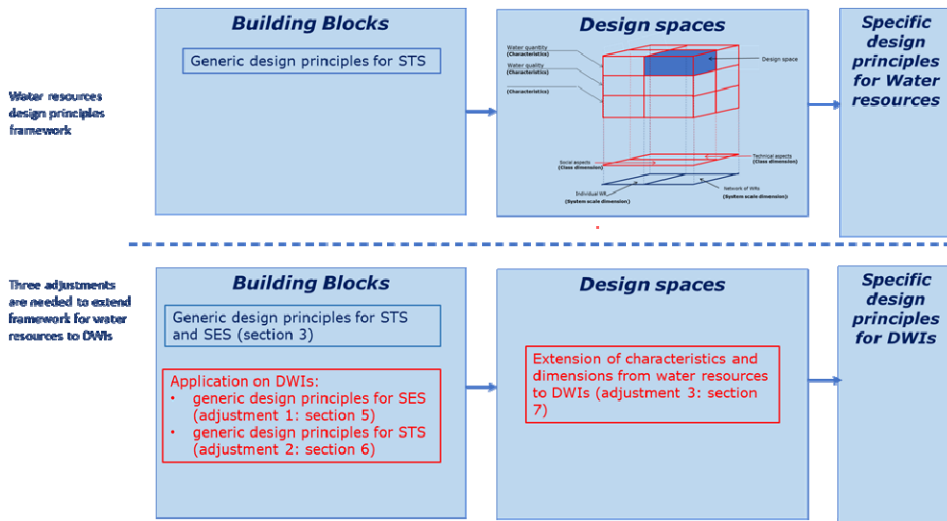 Building Blocks
Generic design principles for STS
Water resources
design principles
framework
Design spaces
Water quantity
(Characteristics)
Water quality
(Characteristics)
(Characteristics)
Design space
Social aspects
(Class dimension)
Technical aspects
(Class dimension)
Individual WR
(System scale dimension)
Network of WRs
(System scale dimension)
Specific
design
principles
for Water
resources
Three adjustments
are needed to extend
framework for water
resources to DWIs
Building Blocks
Generic design principles for STS
and SES (section 3)
Application on DWIs:
• generic design principles for SES
(adjustment 1: section 5)
• generic design principles for STS
(adjustment 2: section 6)
Design spaces
Extension of characteristics and
dimensions from water resources
to DWIs (adjustment 3: section
7)
Specific
design
principles
for DWIs